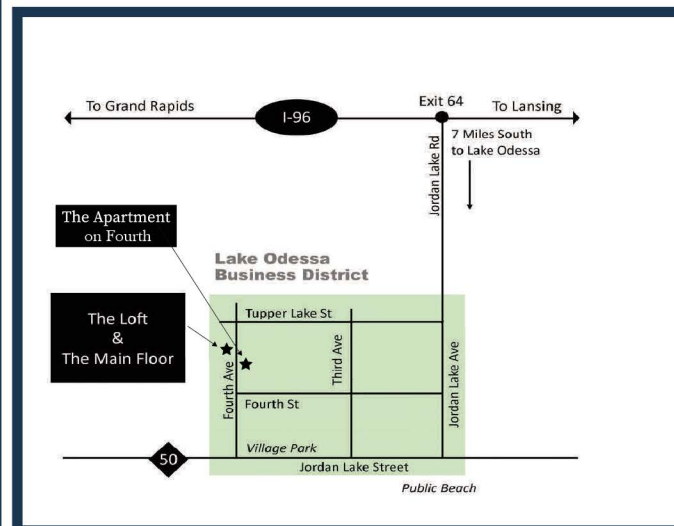 To Grand Rapids
I-96
Exit 64
To Lansing
7 Miles South
to Lake Odessa
Jordan Lake Rd
The Apartment
on Fourth
Lake Odessa
Business District
The Loft
&
The Main Floor
Tupper Lake St
Fourth Ave
Third Ave
Jordan Lake Ave
Fourth St
Village Park
50
Jordan Lake Street
Public Beach